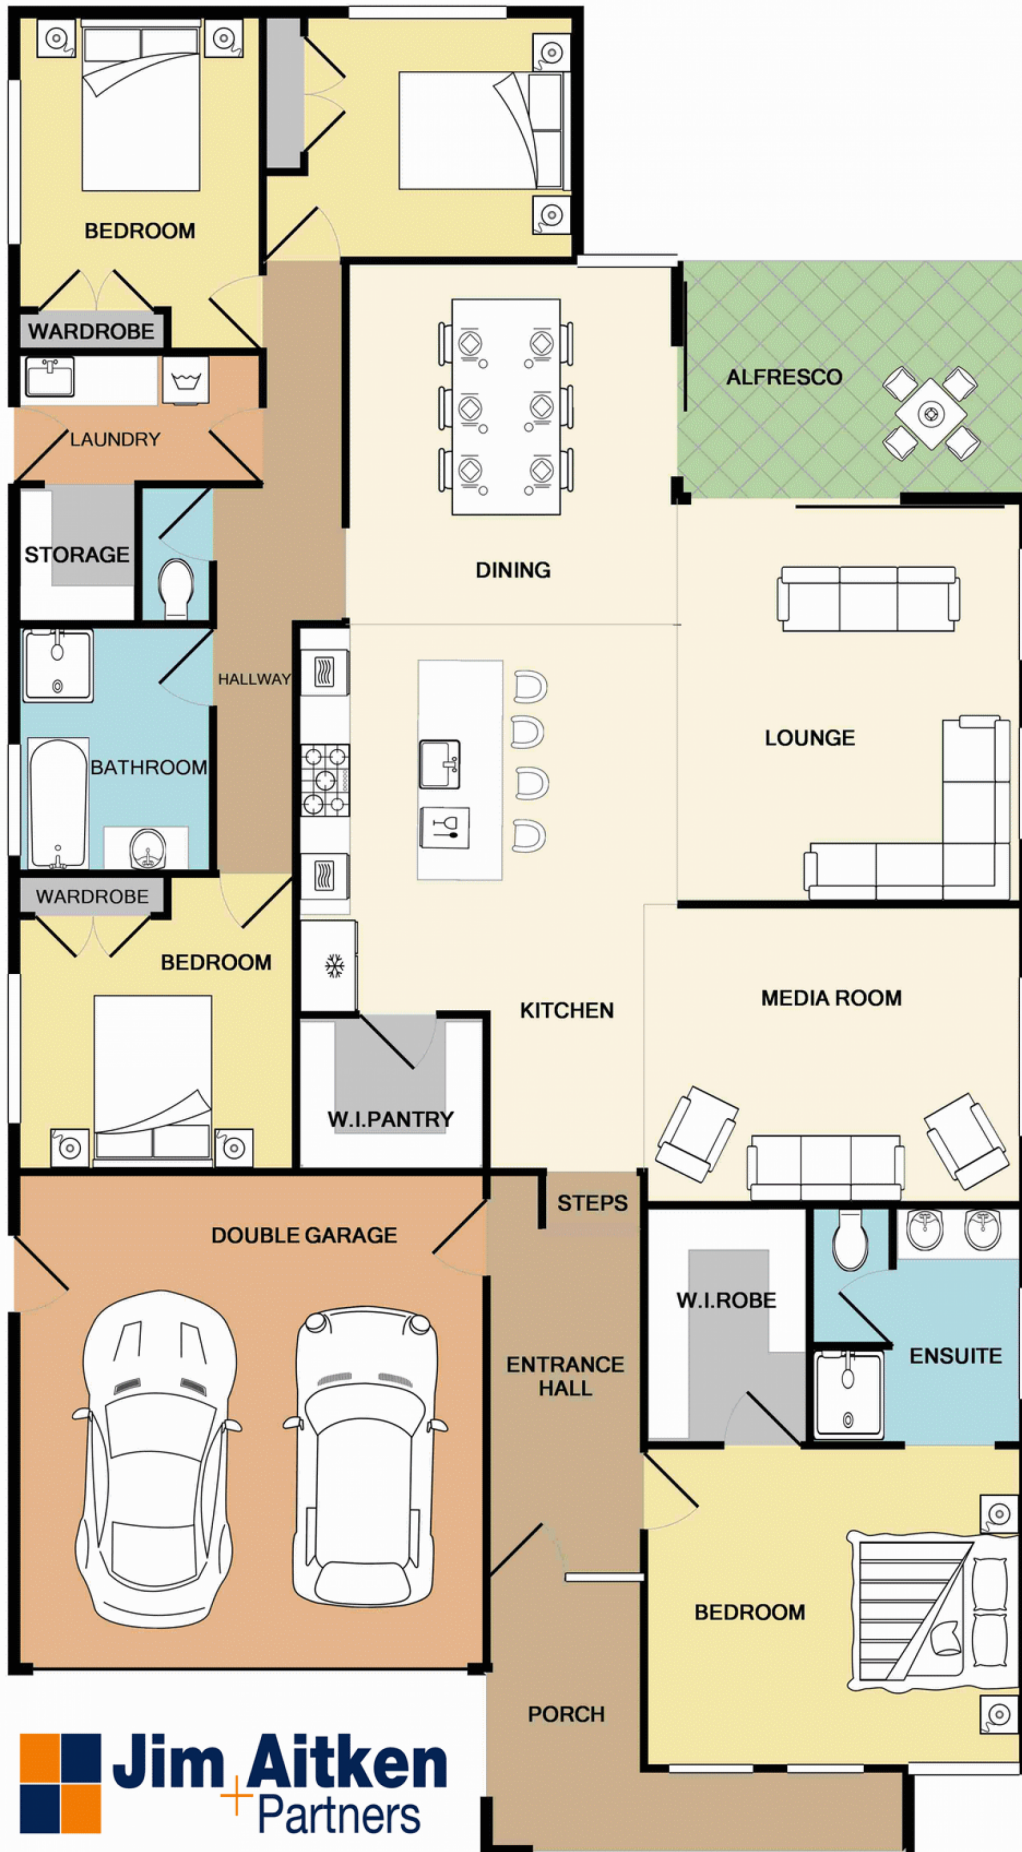 BEDROOM
WARDROBE
ALFRESCO
LAUNDRY
STORAGE
DINING
HALLWAY
LOUNGE
BATHROOM
WARDROBE
BEDROOM
MEDIA ROOM
KITCHEN
W.I.PANTRY
STEPS
DOUBLE GARAGE
W.I.ROBE
ENSUITE
ENTRANCE
HALL
BEDROOM
PORCH
Jim Aitken
+ Partners